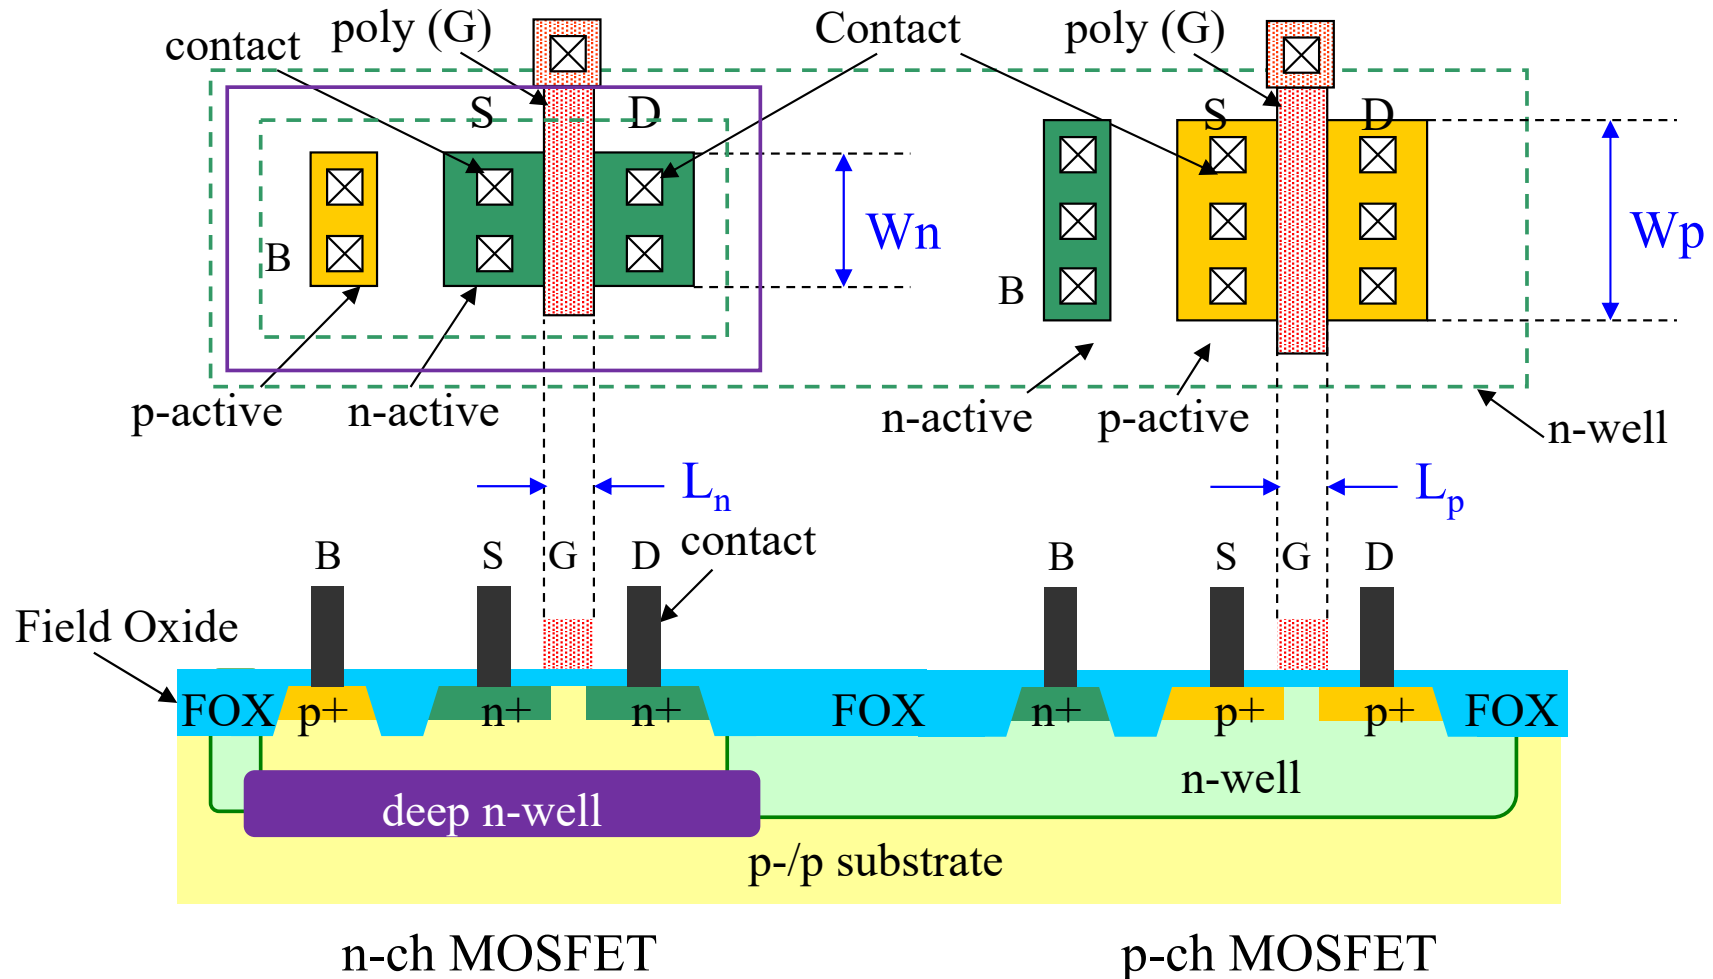 contact
poly (G)
Contact
poly (G)
S
D
S
D
Wn
Wp
B
B
p-active
n-active
n-active
p-active
n-well
Ln
Lp
B
S
G
D
contact
B
S
G
D
Field Oxide
FOX
p+
n+
n+
FOX
n+
p+
p+
FOX
n-well
deep n-well
p-/p substrate
n-ch MOSFET
p-ch MOSFET